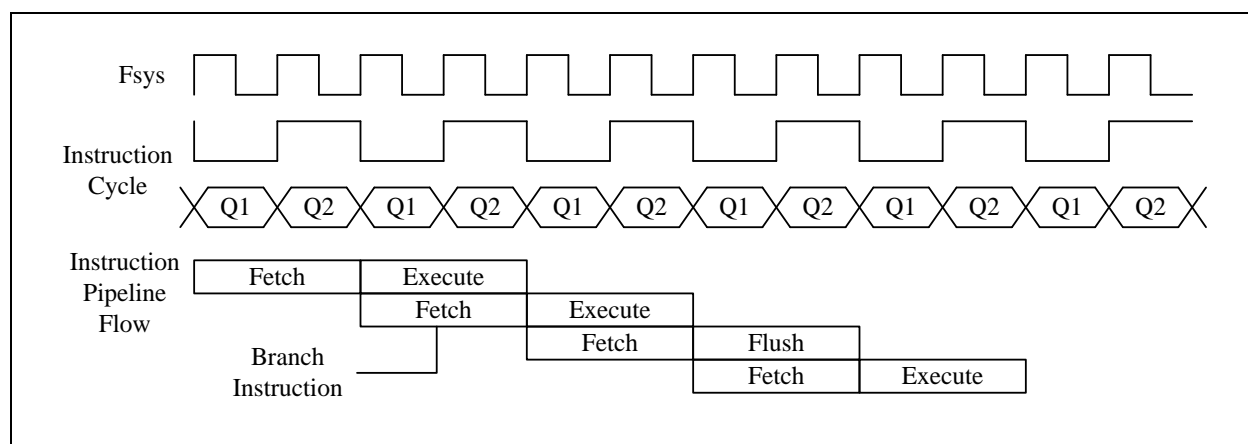 Fsys
Instruction
Cycle
Q1 Q2 Q1 Q2 Q1 Q2 Q1 Q2 Q1 Q2 Q1 Q2
Instruction
Pipeline
Flow
Fetch Execute
Fetch Execute
Fetch Flush
Fetch Execute
Branch
Instruction